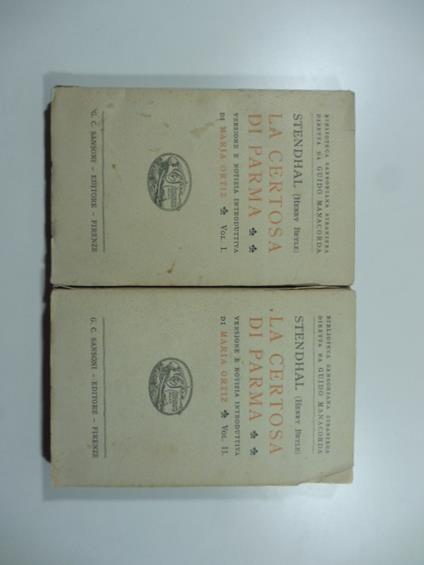 BIBLIOTECA SANSONIANA STRANIERA
DIRETTA DA GUIDO MANACORDA
STENDHAL (HENRY BEYLE)
LA CERTOSA
DI PARMA
VERSIONE E NOTIZIA INTRODUTTIVA
DI MARIA ORTIZ VOL. I.
G. C. SANSONI - EDITORE - FIRENZE
BIBLIOTECA SANSONIANA STRANIERA
DIRETTA DA GUIDO MANACORDA
STENDHAL (HENRY BEYLE)
LA CERTOSA
DI PARMA
VERSIONE E NOTIZIA INTRODUTTIVA
DI MARIA ORTIZ VOL. II.
G. C. SANSONI - EDITORE - FIRENZE